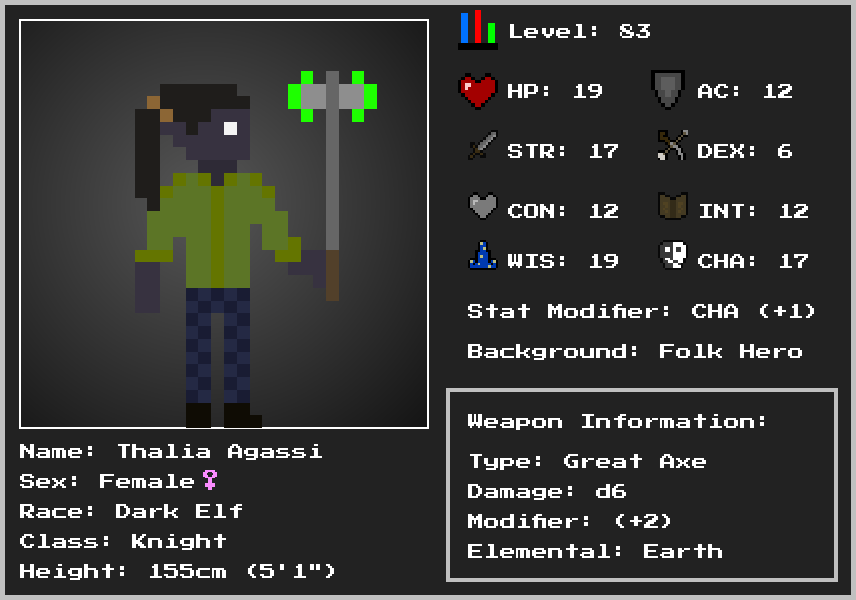 Level: 83
HP: 19
AC: 12
STR: 17
DEX: 6
CON: 12
INT: 12
WIS: 19
CHA: 17
Stat Modifier: CHA (+1)
Background: Folk Hero
Name: Thalia Agassi
Sex: Female♀
Race: Dark Elf
Class: Knight
Height: 155cm (5'1")
Weapon Information:
Type: Great Axe
Damage: d6
Modifier: (+2)
Elemental: Earth